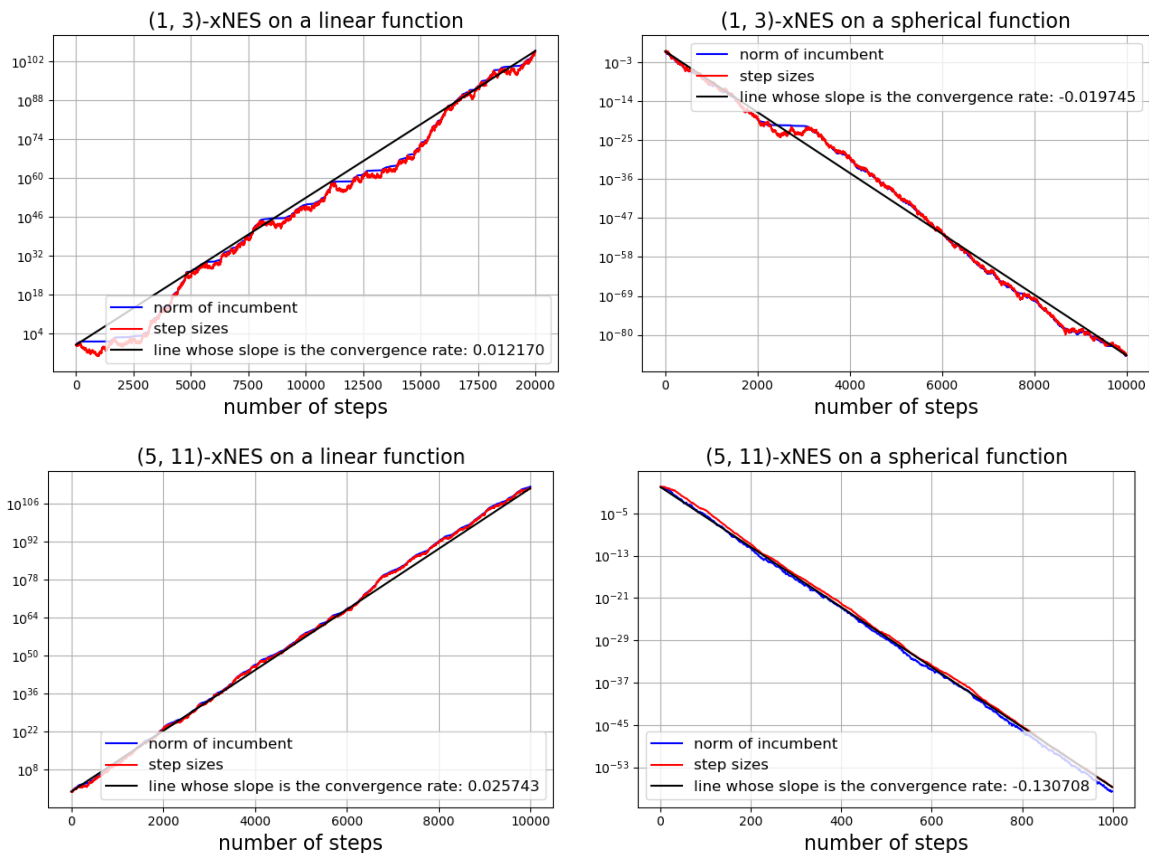 (1, 3)-xNES on a linear function
10^102
10^88
10^74
10^60
10^46
10^32
10^18
10^4
norm of incumbent
step sizes
line whose slope is the convergence rate: 0.012170
0 2500 5000 7500 10000 12500 15000 17500 20000
number of steps
(1, 3)-xNES on a spherical function
10^−3
10^−14
10^−25
10^−36
10^−47
10^−58
10^−69
10^−80
norm of incumbent
step sizes
line whose slope is the convergence rate: -0.019745
0 2000 4000 6000 8000 10000
number of steps
(5, 11)-xNES on a linear function
10^106
10^92
10^78
10^64
10^50
10^36
10^22
10^8
norm of incumbent
step sizes
line whose slope is the convergence rate: 0.025743
0 2000 4000 6000 8000 10000
number of steps
(5, 11)-xNES on a spherical function
10^−5
10^−13
10^−21
10^−29
10^−37
10^−45
10^−53
norm of incumbent
step sizes
line whose slope is the convergence rate: -0.130708
0 200 400 600 800 1000
number of steps